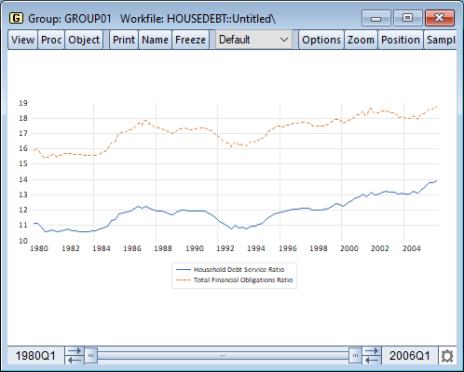 Group: GROUP01 Workfile: HOUSEDEBT::Untitled\
View Proc Object Print Name Freeze Default Options Zoom Position Sampl
19
18
17
16
15
14
13
12
11
10
1980 1982 1984 1986 1988 1990 1992 1994 1996 1998 2000 2002 2004
Household Debt Service Ratio
Total Financial Obligations Ratio
1980Q1 2006Q1